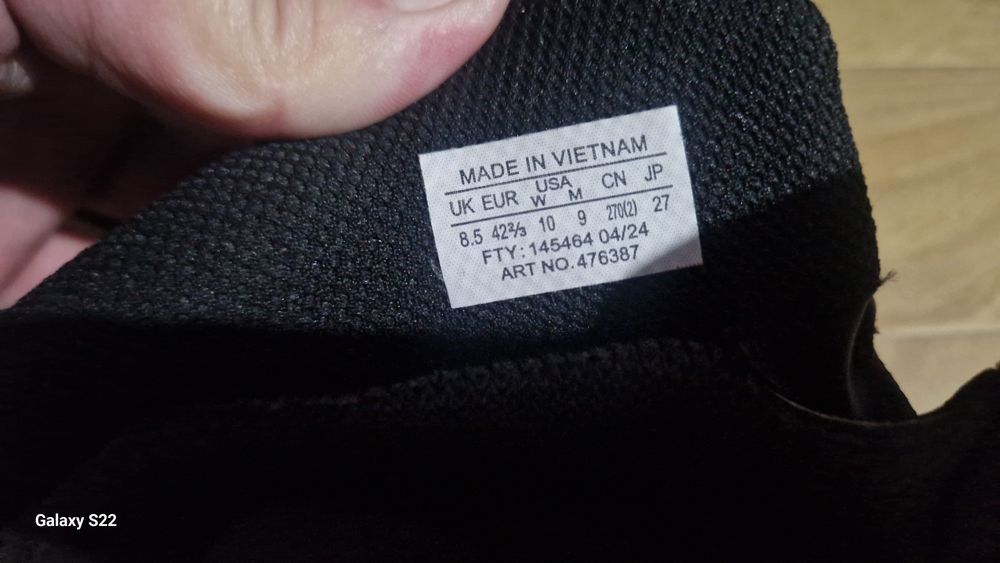 MADE IN VIETNAM
UK EUR USA W M CN JP
8.5 42⅔ 10 9 270(2) 27
FTY: 145464 04/24
ART NO. 476387
Galaxy S22